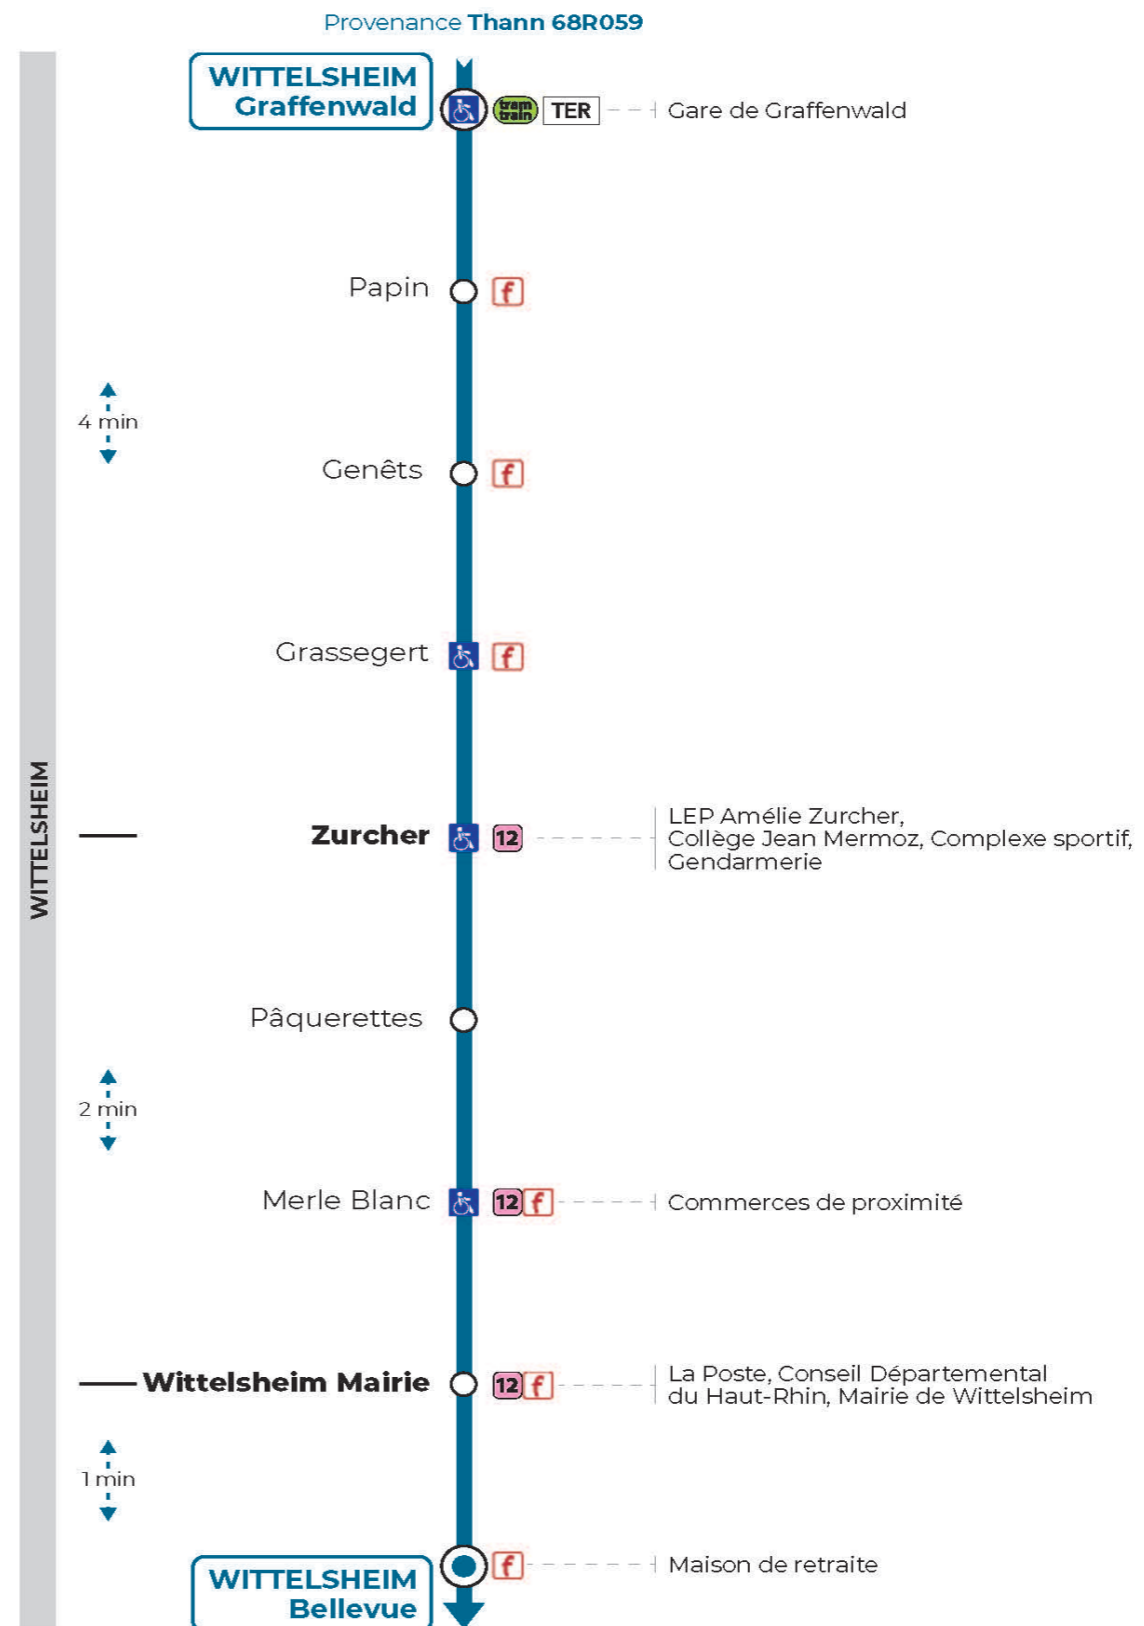 Provenance Thann 68R059
WITTELSHEIM
Graffenwald
tram
train
TER
Gare de Graffenwald
Papin
f
4 min
Genêts
f
Grassegert
f
WITTELSHEIM
Zurcher
12
LEP Amélie Zurcher,
Collège Jean Mermoz, Complexe sportif,
Gendarmerie
Pâquerettes
2 min
Merle Blanc
12 f
Commerces de proximité
Wittelsheim Mairie
12 f
La Poste, Conseil Départemental
du Haut-Rhin, Mairie de Wittelsheim
1 min
f
Maison de retraite
WITTELSHEIM
Bellevue